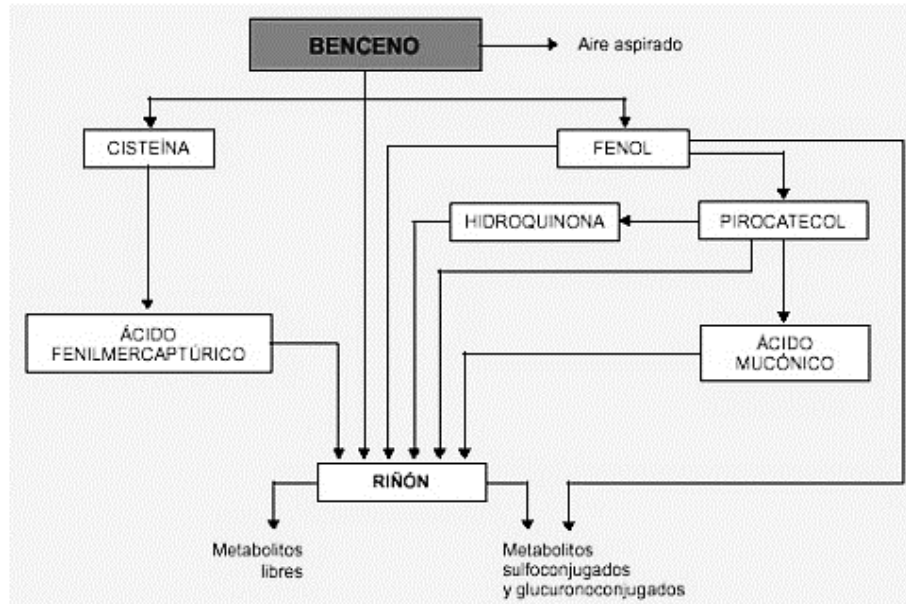 BENCENO
Aire aspirado
CISTEÍNA
FENOL
HIDROQUINONA
PIROCATECOL
ÁCIDO
FENILMERCAPTÚRICO
ÁCIDO
MUCÓNICO
RIÑÓN
Metabolitos
libres
Metabolitos
sulfoconjugados
y glucuronoconjugados